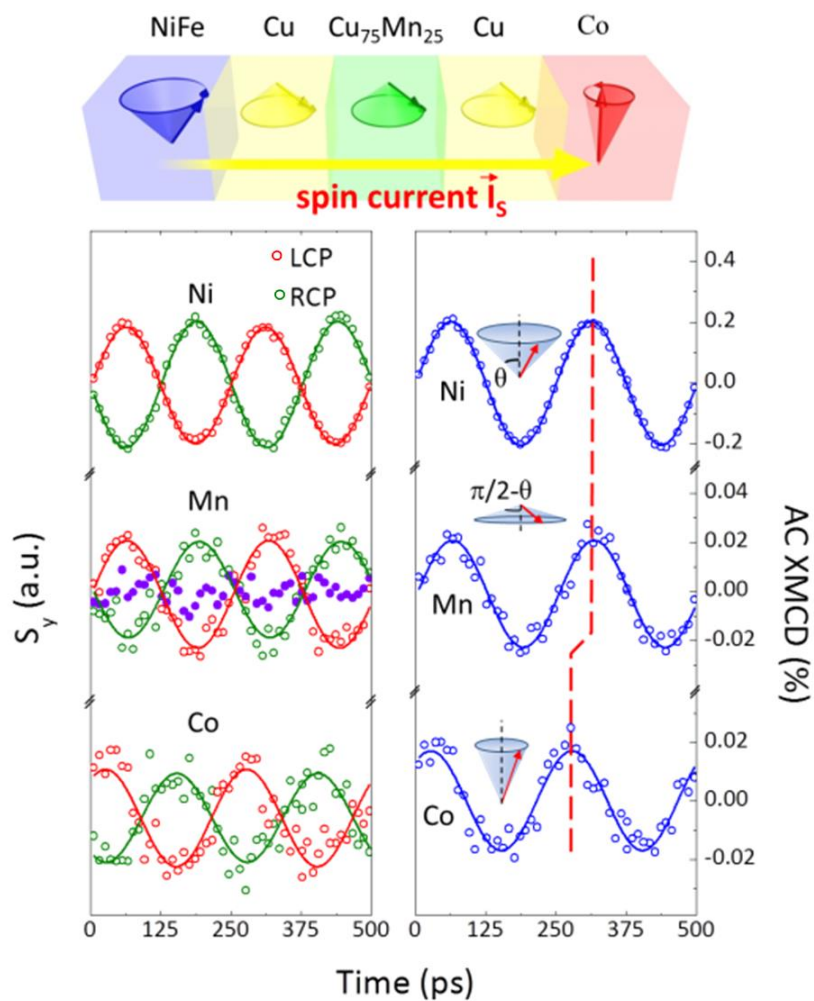 NiFe Cu Cu₇₅Mn₂₅ Cu Co
spin current I⃗S
LCP
RCP
Ni
Mn
Co
S_y (a.u.)
0 125 250 375 500
θ
Ni
π/2-θ
Mn
Co
0.4
0.2
0.0
-0.2
0.04
0.02
0.00
-0.02
0.02
0.00
-0.02
AC XMCD (%)
0 125 250 375 500
Time (ps)